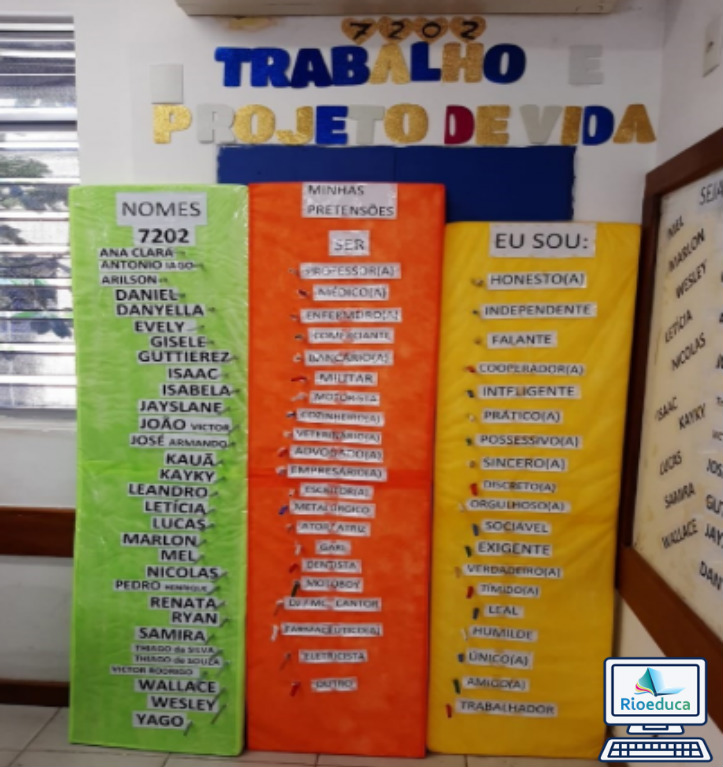 7202
TRABALHO E
PROJETO DE VIDA
NOMES
7202
ANA CLARA
ANTONIO IAGO
ARILSON
DANIEL
DANYELLA
EVELY
GISELE
GUTTIEREZ
ISAAC
ISABELA
JAYSLANE
JOÃO VICTOR
JOSÉ ARMANDO
KAUÃ
KAYKY
LEANDRO
LETÍCIA
LUCAS
MARLON
MEL
NICOLAS
PEDRO HENRIQUE
RENATA
RYAN
SAMIRA
THIAGO da SILVA
THIAGO de SOUZA
VICTOR RODRIGO
WALLACE
WESLEY
YAGO
MINHAS
PRETENSÕES
SER
PROFESSOR(A)
MÉDICO(A)
ENFERMEIRO(A)
COMERCIANTE
BANCÁRIO(A)
MILITAR
MOTORISTA
COZINHEIRO(A)
VETERINÁRIO(A)
ADVOGADO(A)
EMPRESÁRIO(A)
ESCRITOR(A)
METALÚRGICO
ATOR/ATRIZ
GARI
DENTISTA
MOTOBOY
DJ / MC / CANTOR
FARMACÊUTICO(A)
ELETRICISTA
OUTRO
EU SOU:
HONESTO(A)
INDEPENDENTE
FALANTE
COOPERADOR(A)
INTELIGENTE
PRÁTICO(A)
POSSESSIVO(A)
SINCERO(A)
DISCRETO(A)
ORGULHOSO(A)
SOCIÁVEL
EXIGENTE
VERDADEIRO(A)
TÍMIDO(A)
LEAL
HUMILDE
ÚNICO(A)
AMIGO/A
TRABALHADOR
MEL
MARLON
WESLEY
LETÍCIA
NICOLAS
ISAAC
KAYKY
LUCAS
SAMIRA
WALLACE
Rioeduca